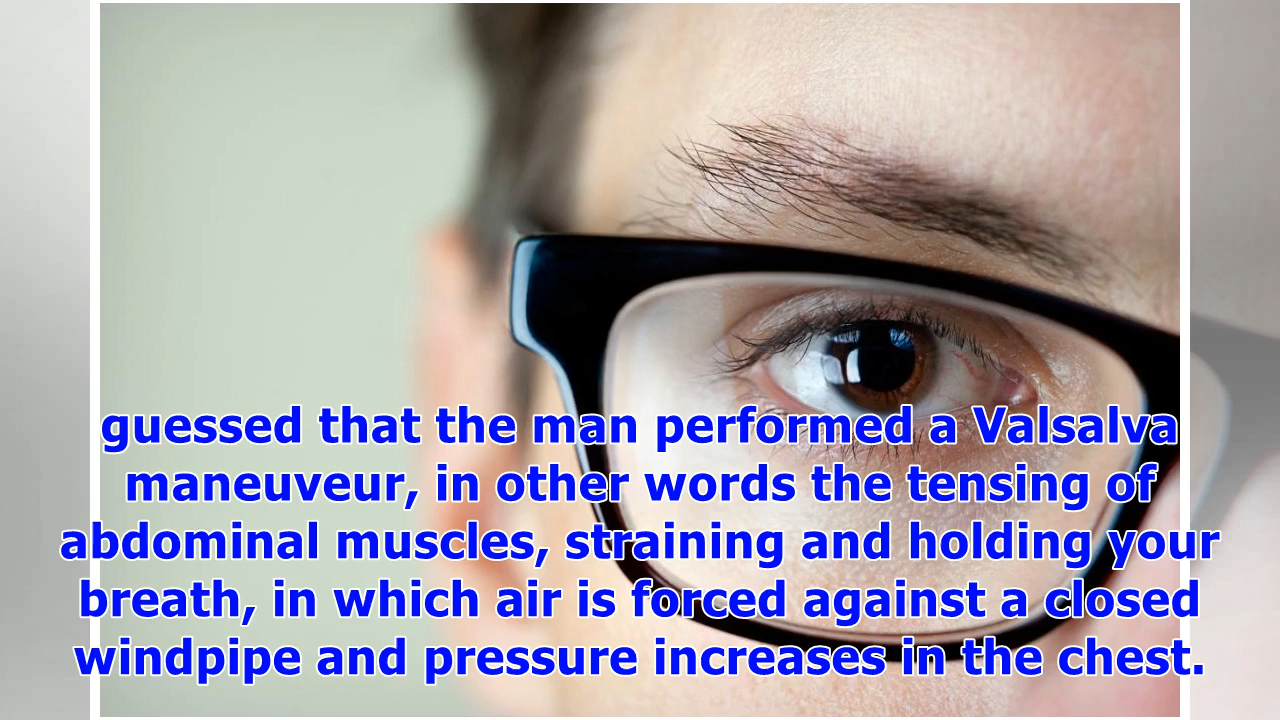 guessed that the man performed a Valsalva
maneuveur, in other words the tensing of
abdominal muscles, straining and holding your
breath, in which air is forced against a closed
windpipe and pressure increases in the chest.